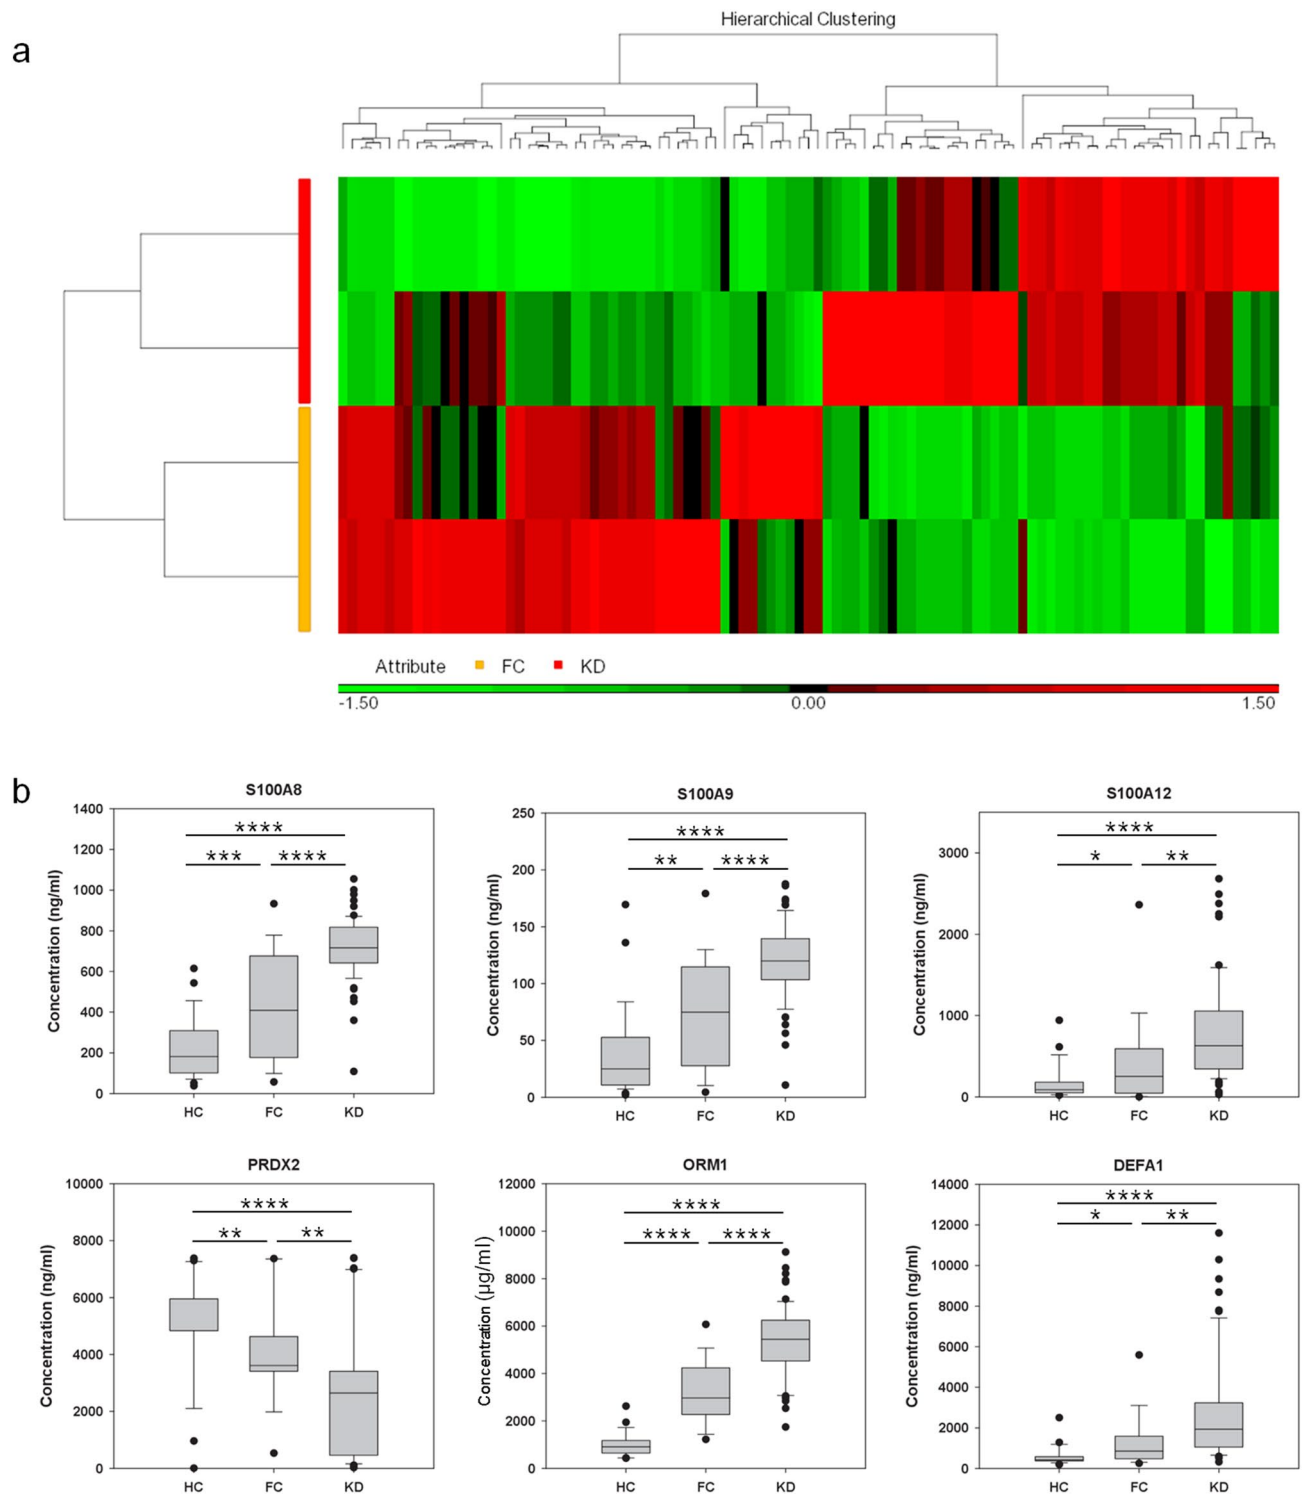 Hierarchical Clustering
a
Attribute FC KD
-1.50 0.00 1.50
b
S100A8
Concentration (ng/ml)
1400
1200
1000
800
600
400
200
0
****
*** ****
HC FC KD
S100A9
Concentration (ng/ml)
250
200
150
100
50
0
****
** ****
HC FC KD
S100A12
Concentration (ng/ml)
3000
2000
1000
0
****
* **
HC FC KD
PRDX2
Concentration (ng/ml)
10000
8000
6000
4000
2000
0
****
** **
HC FC KD
ORM1
Concentration (µg/ml)
12000
10000
8000
6000
4000
2000
0
****
**** ****
HC FC KD
DEFA1
Concentration (ng/ml)
14000
12000
10000
8000
6000
4000
2000
0
****
* **
HC FC KD